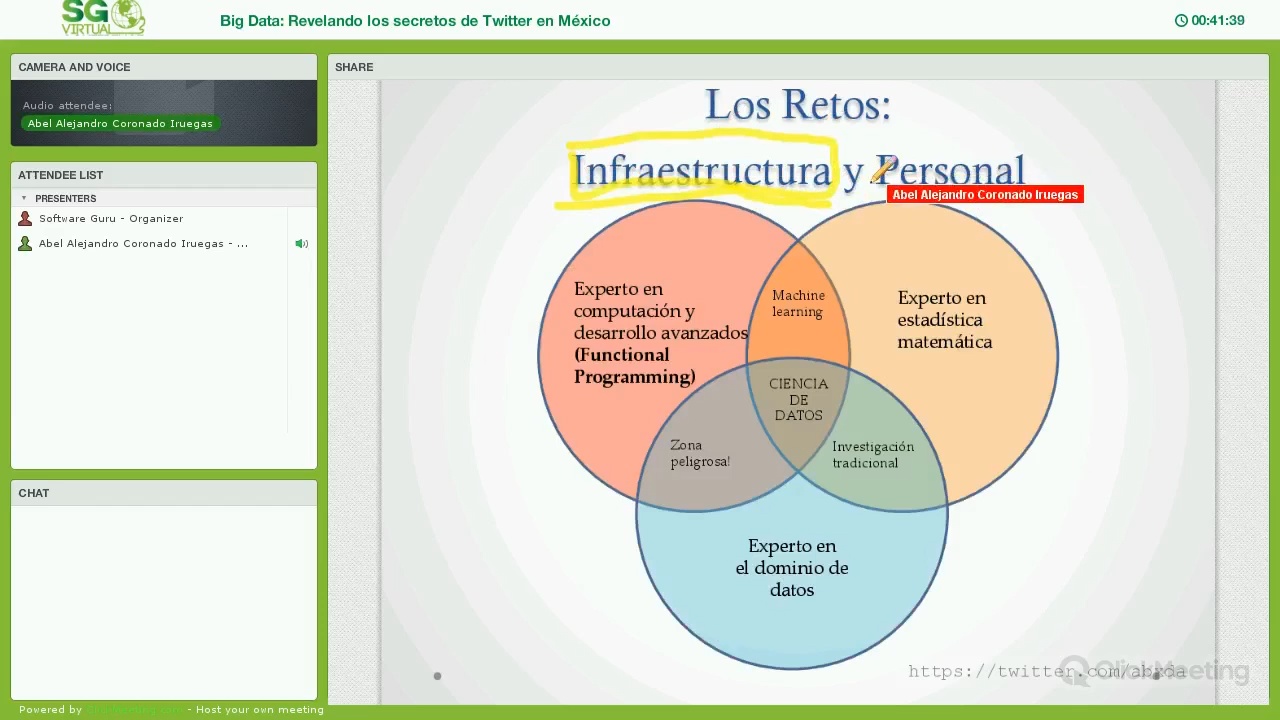 SG
VIRTUAL
Big Data: Revelando los secretos de Twitter en México
00:41:39
CAMERA AND VOICE
Audio attendee:
Abel Alejandro Coronado Iruegas
ATTENDEE LIST
PRESENTERS
Software Guru - Organizer
Abel Alejandro Coronado Iruegas - ...
CHAT
Powered by ClickMeeting.com - Host your own meeting
SHARE
Los Retos:
Infraestructura y Personal
Abel Alejandro Coronado Iruegas
Experto en
computación y
desarrollo avanzados
(Functional
Programming)
Machine
learning
Experto en
estadística
matemática
CIENCIA
DE
DATOS
Zona
peligrosa!
Investigación
tradicional
Experto en
el dominio de
datos
https://twitter.com/
ClickMeeting